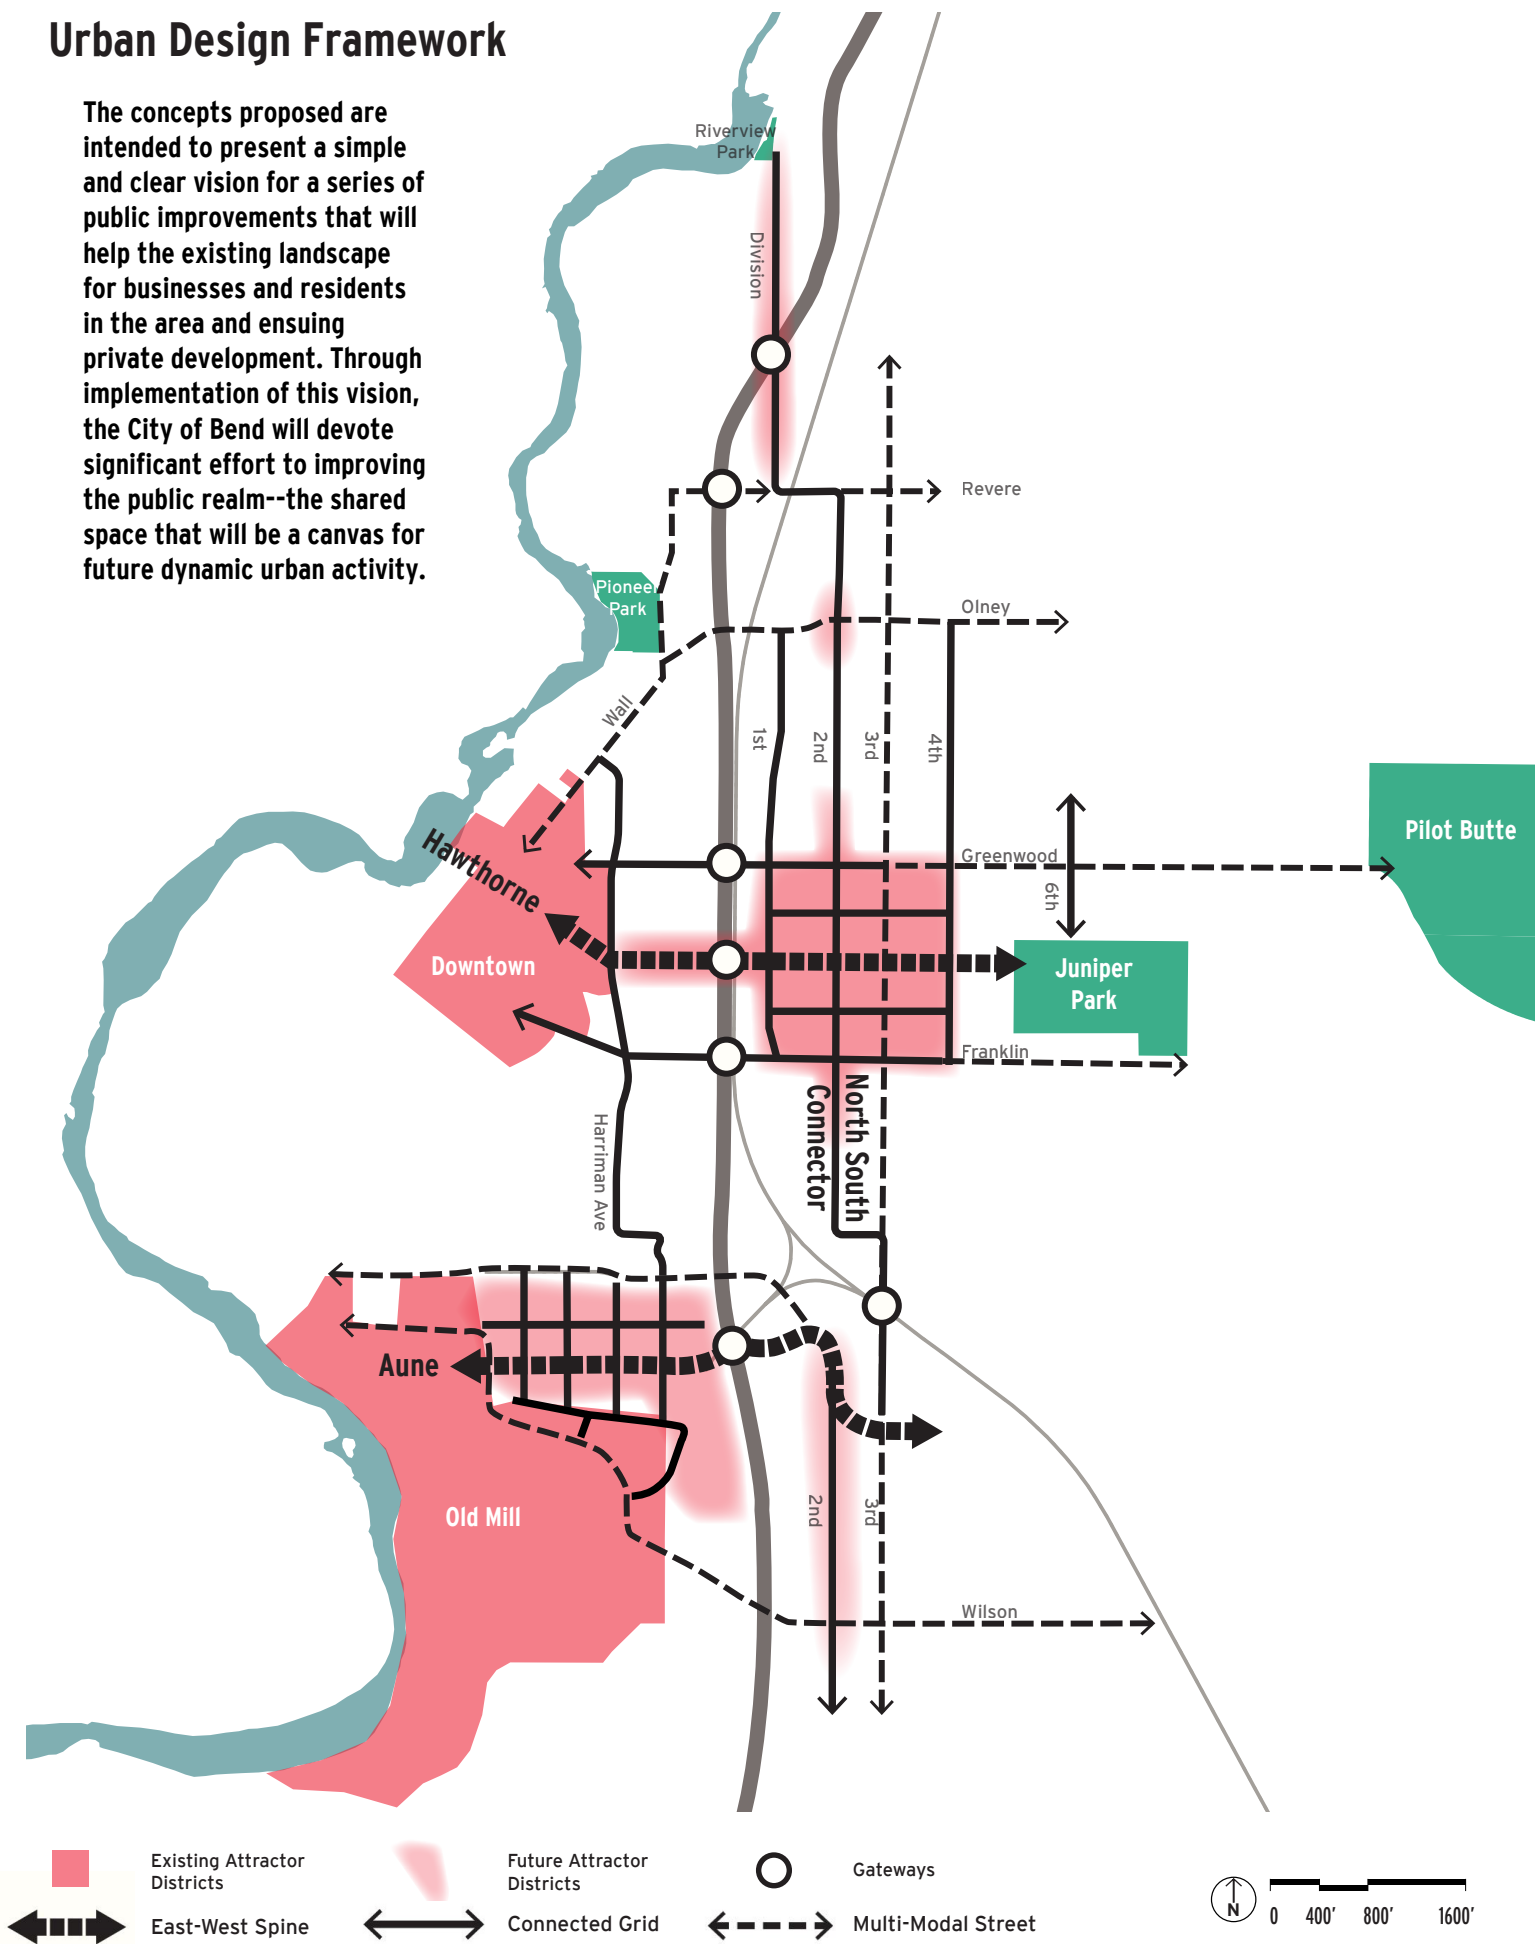 Urban Design Framework
The concepts proposed are
intended to present a simple
and clear vision for a series of
public improvements that will
help the existing landscape
for businesses and residents
in the area and ensuing
private development. Through
implementation of this vision,
the City of Bend will devote
significant effort to improving
the public realm--the shared
space that will be a canvas for
future dynamic urban activity.
Riverview
Park
Division
Revere
Pioneer
Park
Olney
Wall
1st
2nd
3rd
4th
Pilot Butte
Hawthorne
Greenwood
6th
Downtown
Juniper
Park
Franklin
North South
Connector
Harriman Ave
Aune
Old Mill
2nd
3rd
Wilson
Existing Attractor
Districts
Future Attractor
Districts
Gateways
East-West Spine
Connected Grid
Multi-Modal Street
N
0 400' 800' 1600'